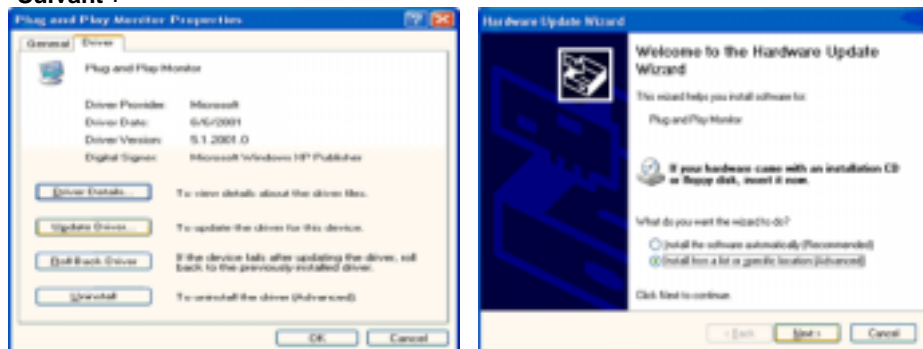 Suivant".
Plug and Play Monitor Properties
General Driver
Plug and Play Monitor
Driver Provider: Microsoft
Driver Date: 6/6/2001
Driver Version: 5.1.2001.0
Digital Signer: Microsoft Windows XP Publisher
Driver Details... To view details about the driver files.
Update Driver... To update the driver for this device.
Roll Back Driver If the device fails after updating the driver, roll
back to the previously installed driver.
Uninstall To uninstall the driver (Advanced).
OK Cancel
Hardware Update Wizard
Welcome to the Hardware Update
Wizard
This wizard helps you install software for:
Plug and Play Monitor
If your hardware came with an installation CD
or floppy disk, insert it now.
What do you want the wizard to do?
Install the software automatically (Recommended)
Install from a list or specific location (Advanced)
Click Next to continue.
< Back Next > Cancel